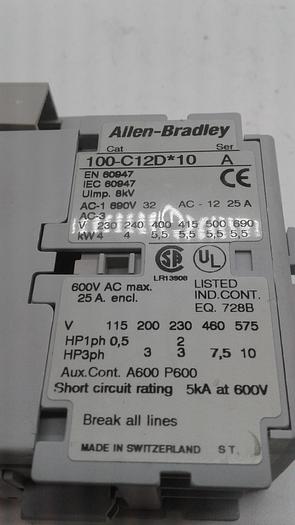 Allen-Bradley
Cat Ser
100-C12D*10 A
EN 60947
IEC 60947
UImp. 8kV
CE
AC-1 690V 32 AC - 12 25 A
AC-3
V 230 240 400 415 500 690
kW 4 4 5,5 5,5 5,5 5,5
SA UL
LR13908
600V AC max.
25 A. encl.
LISTED
IND.CONT.
EQ. 728B
V 115 200 230 460 575
HP1ph 0,5 2
HP3ph 3 3 7,5 10
Aux.Cont. A600 P600
Short circuit rating 5kA at 600V
Break all lines
MADE IN SWITZERLAND S T